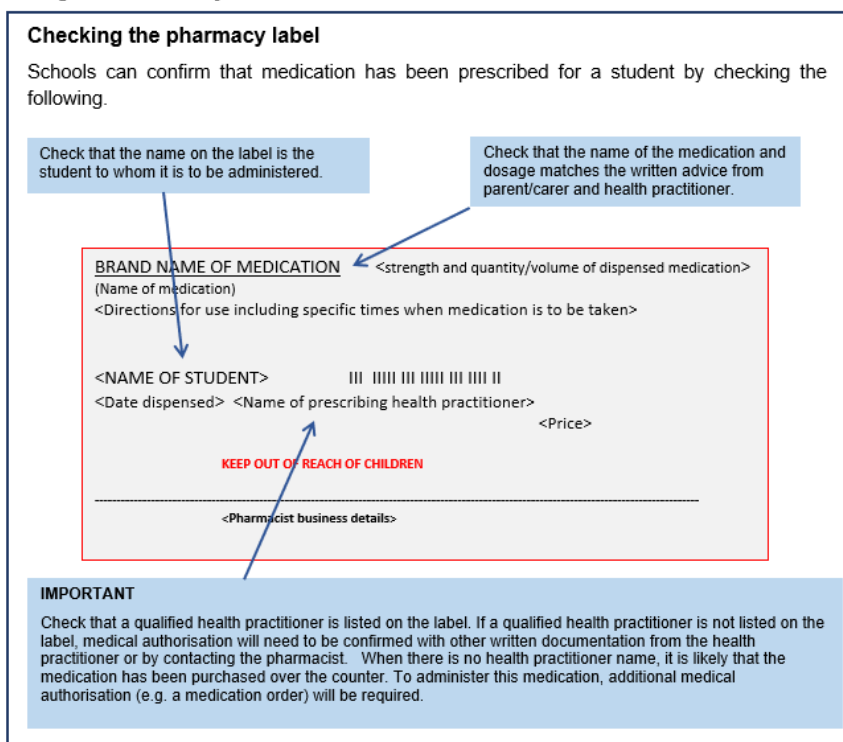 Checking the pharmacy label
Schools can confirm that medication has been prescribed for a student by checking the
following.
Check that the name on the label is the
student to whom it is to be administered.
Check that the name of the medication and
dosage matches the written advice from
parent/carer and health practitioner.
BRAND NAME OF MEDICATION <strength and quantity/volume of dispensed medication>
(Name of medication)
<Directions for use including specific times when medication is to be taken>
<NAME OF STUDENT>
<Date dispensed> <Name of prescribing health practitioner>
<Price>
KEEP OUT OF REACH OF CHILDREN
<Pharmacist business details>
IMPORTANT
Check that a qualified health practitioner is listed on the label. If a qualified health practitioner is not listed on the
label, medical authorisation will need to be confirmed with other written documentation from the health
practitioner or by contacting the pharmacist. When there is no health practitioner name, it is likely that the
medication has been purchased over the counter. To administer this medication, additional medical
authorisation (e.g. a medication order) will be required.